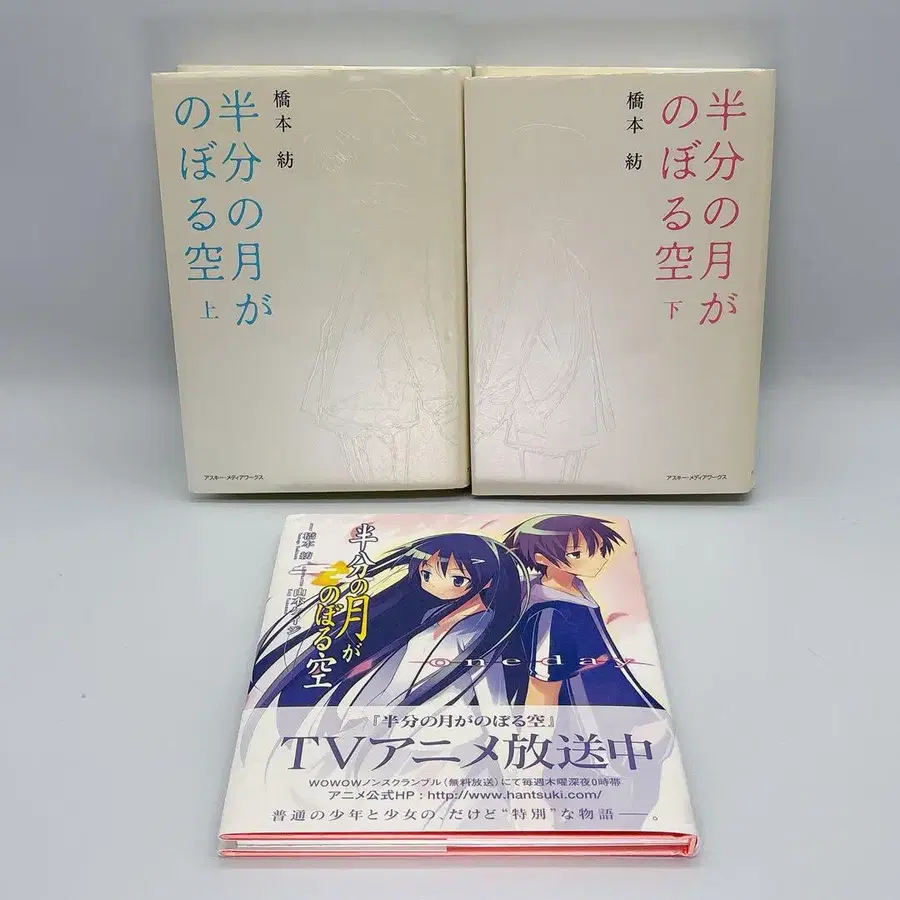 橋本 紡
半分の月が
のぼる空
上
アスキー・メディアワークス
半分の月が
のぼる空
下
橋本 紡
アスキー・メディアワークス
半分の月が
のぼる空
橋本 紡
oneday
『半分の月がのぼる空』
TVアニメ放送中
WOWOWノンスクランブル(無料放送)にて毎週木曜深夜0時帯
アニメ公式HP:http://www.hantsuki.com/
普通の少年と少女の、だけど“特別”な物語――。